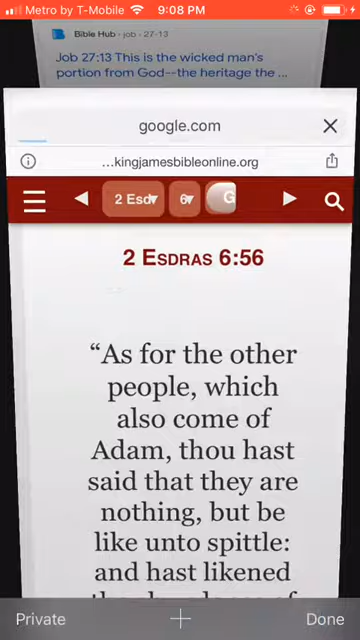 Metro by T-Mobile 9:08 PM
Bible Hub › job › 27-13
Job 27:13 This is the wicked man's
portion from God--the heritage the ...
google.com
...kingjamesbibleonline.org
2 Esd 6 G
2 ESDRAS 6:56
“As for the other
people, which
also come of
Adam, thou hast
said that they are
nothing, but be
like unto spittle:
and hast likened
Private Done